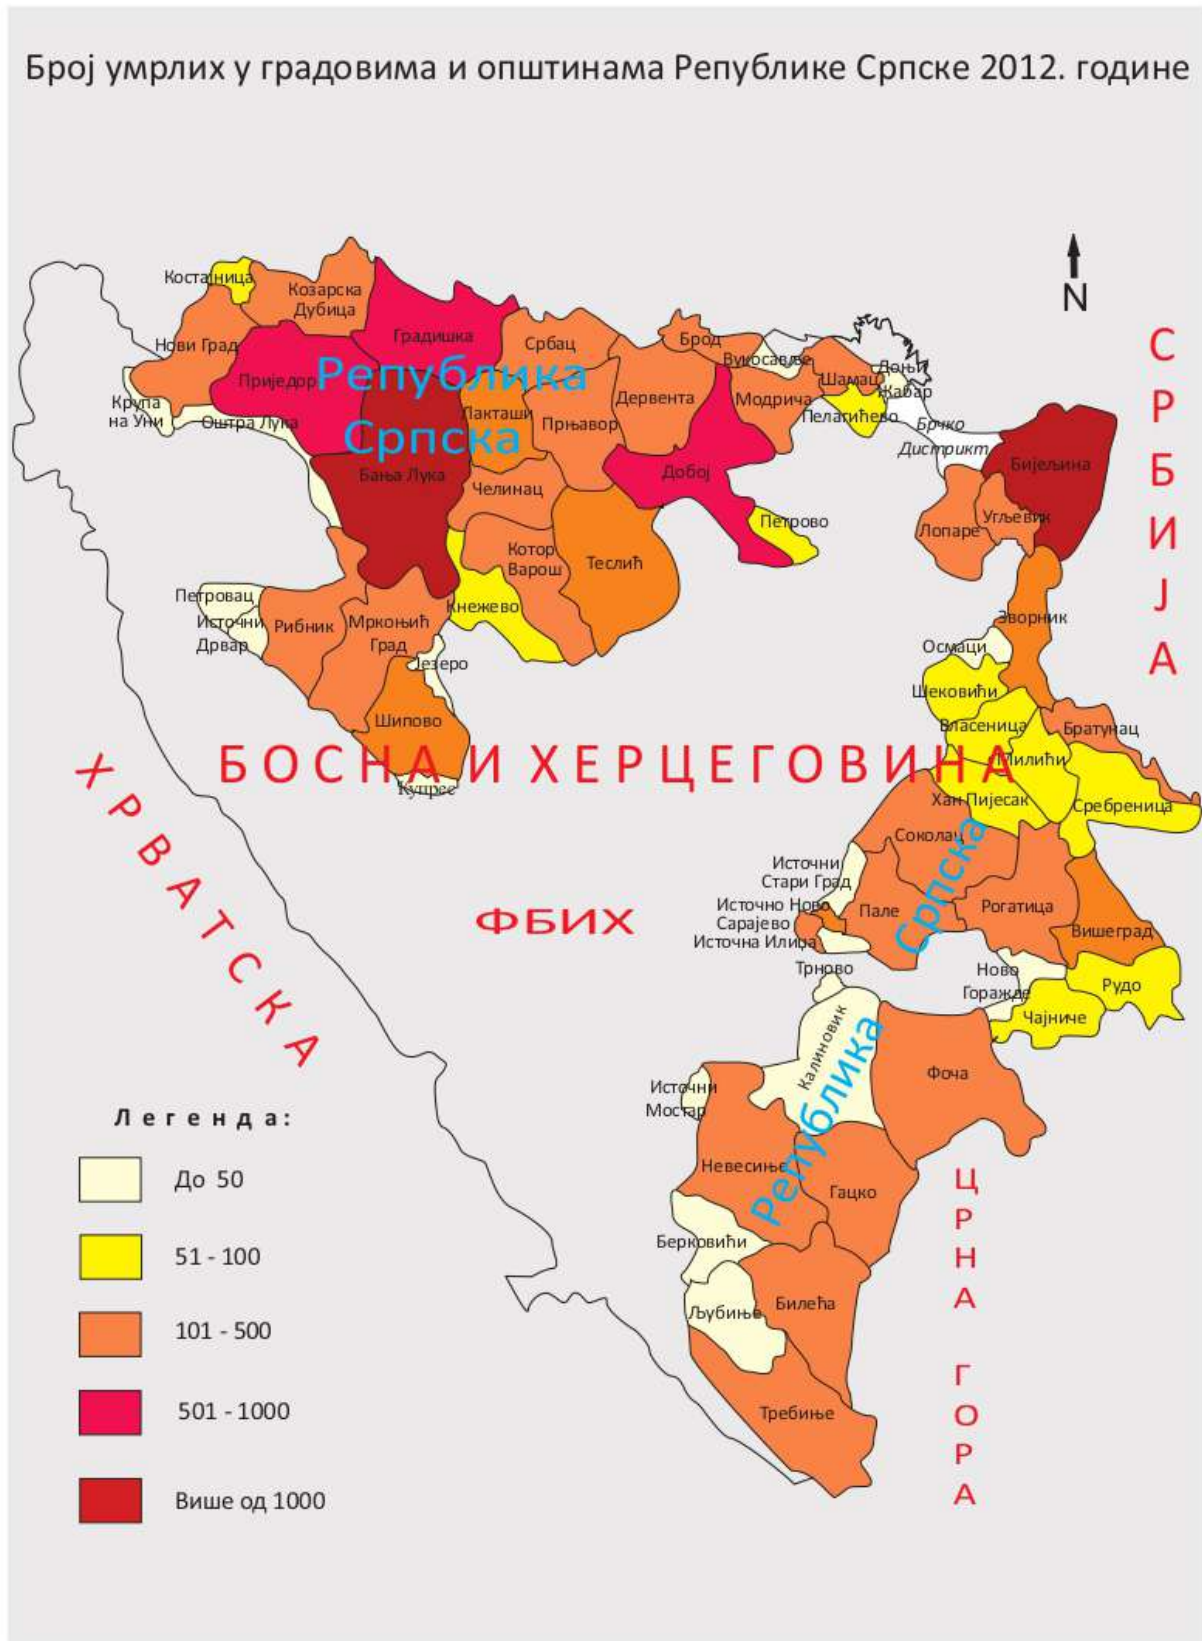 Број умрлих у градовима и општинама Републике Српске 2012. године
N
Костајница
Козарска
Дубица
Градишка
Нови Град
Србац
Брод
Вукосавље
Приједор
Република
Српска
Шамац
Доњи
Жабар
Крупа
на Уни
Оштра Лука
Лакташи
Прњавор
Дервента
Модрича
Пелагићево
Брчко
Дистрикт
Бијељина
Бања Лука
Челинац
Добој
Петрово
Лопаре
Угљевик
Котор
Варош
Теслић
Петровац
Источни
Дрвар
Рибник
Мркоњић
Град
Кнежево
Језеро
Шипово
Купрес
Зворник
Осмаци
Шековићи
Власеница
Милићи
Братунац
Хан Пијесак
Сребреница
СРБИЈА
БОСНА И ХЕРЦЕГОВИНА
ХРВАТСКА
ФБИХ
Соколац
Српска
Источни
Стари Град
Источно Ново
Сарајево
Источна Илиџа
Пале
Рогатица
Вишеград
Трново
Ново
Горажде
Рудо
Чајниче
Калиновик
Република
Фоча
Источни
Мостар
Невесиње
Гацко
Берковићи
Љубиње
Билећа
Требиње
ЦРНА ГОРА
Легенда:
До 50
51 - 100
101 - 500
501 - 1000
Више од 1000